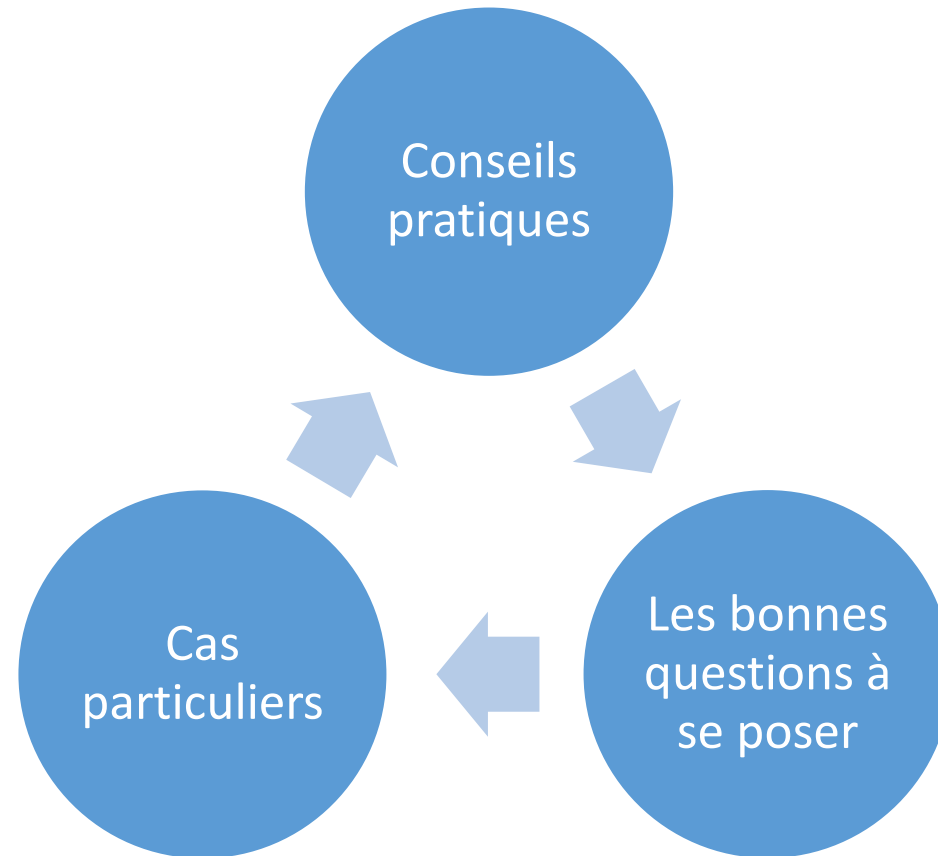 Conseils
pratiques
Les bonnes
questions à
se poser
Cas
particuliers